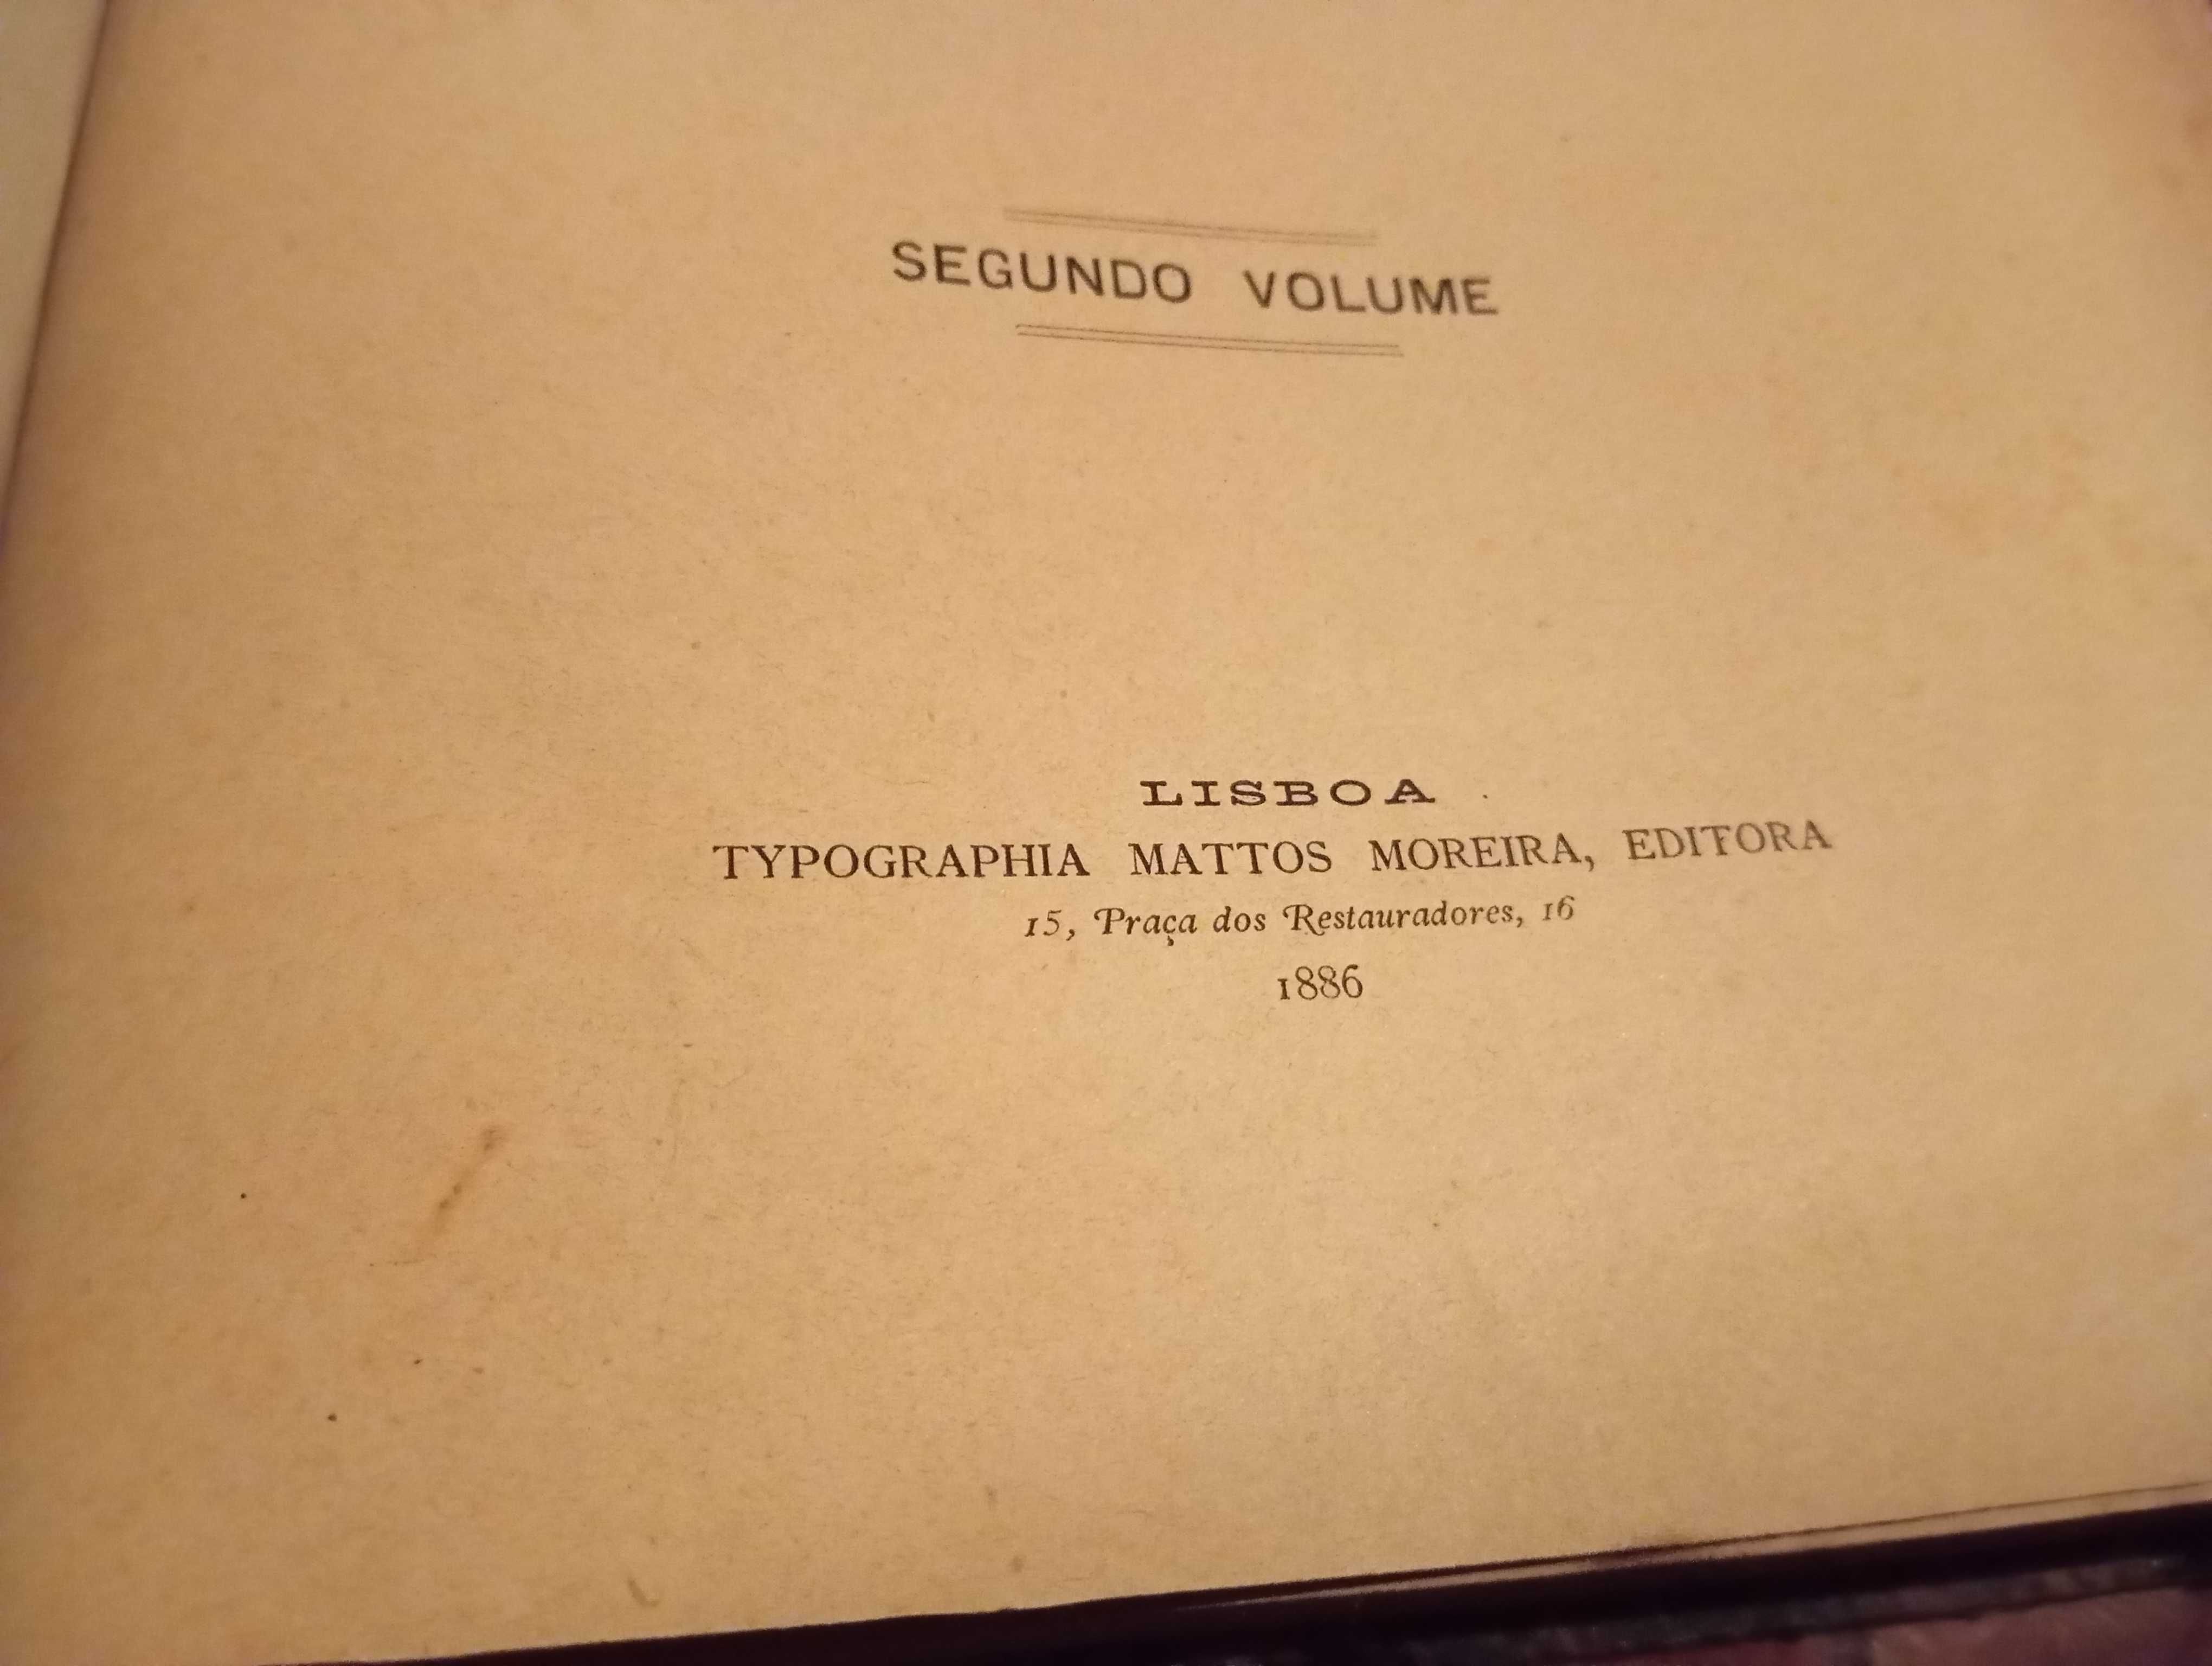 SEGUNDO VOLUME
LISBOA
TYPOGRAPHIA MATTOS MOREIRA, EDITORA
15, Praça dos Restauradores, 16
1886